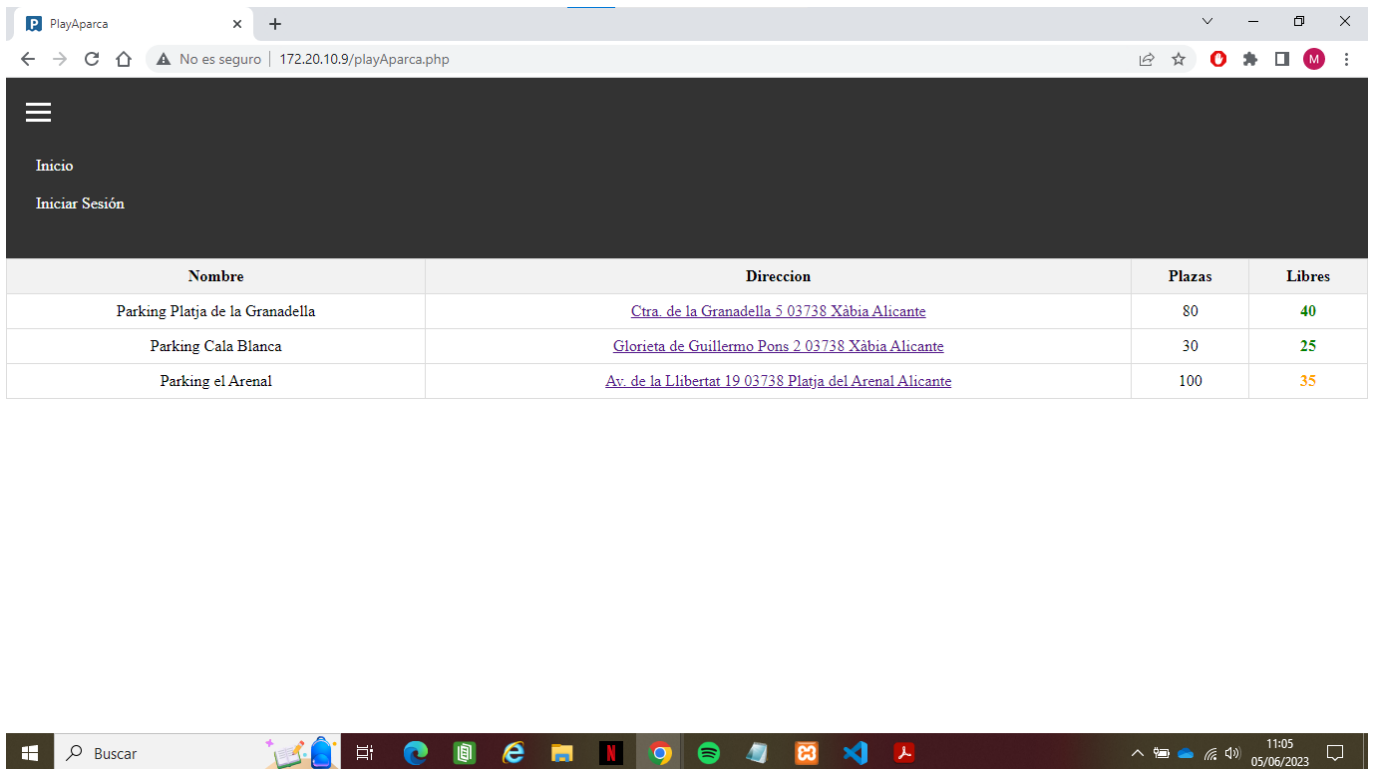 PlayAparca
No es seguro | 172.20.10.9/playAparca.php
M
Inicio
Iniciar Sesión
Nombre Direccion Plazas Libres
Parking Platja de la Granadella Ctra. de la Granadella 5 03738 Xàbia Alicante 80 40
Parking Cala Blanca Glorieta de Guillermo Pons 2 03738 Xàbia Alicante 30 25
Parking el Arenal Av. de la Llibertat 19 03738 Platja del Arenal Alicante 100 35
Buscar
11:05
05/06/2023